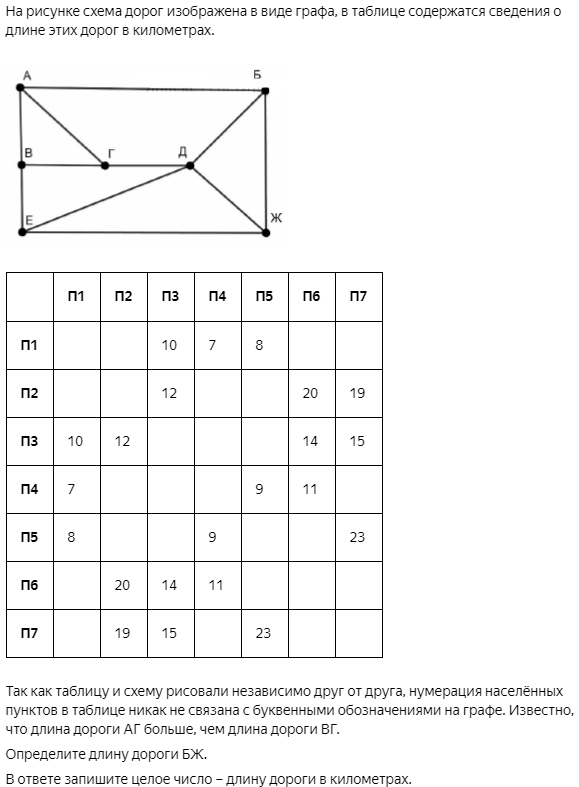 На рисунке схема дорог изображена в виде графа, в таблице содержатся сведения о
длине этих дорог в километрах.
А Б
В Г Д
Е Ж
П1 П2 П3 П4 П5 П6 П7
П1 10 7 8
П2 12 20 19
П3 10 12 14 15
П4 7 9 11
П5 8 9 23
П6 20 14 11
П7 19 15 23
Так как таблицу и схему рисовали независимо друг от друга, нумерация населённых
пунктов в таблице никак не связана с буквенными обозначениями на графе. Известно,
что длина дороги АГ больше, чем длина дороги ВГ.
Определите длину дороги БЖ.
В ответе запишите целое число – длину дороги в километрах.